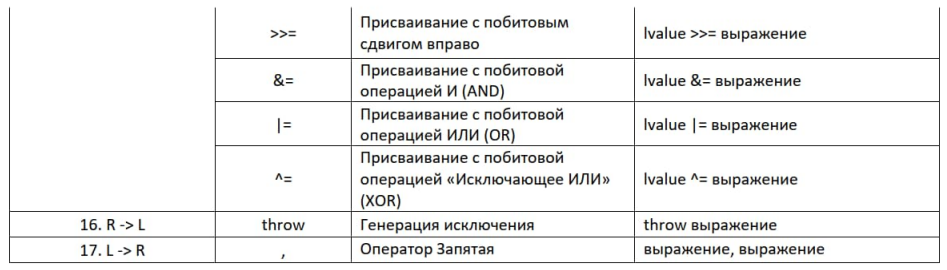 >>= Присваивание с побитовым
сдвигом вправо lvalue >>= выражение
&= Присваивание с побитовой
операцией И (AND) lvalue &= выражение
|= Присваивание с побитовой
операцией ИЛИ (OR) lvalue |= выражение
^= Присваивание с побитовой
операцией «Исключающее ИЛИ»
(XOR) lvalue ^= выражение
16. R -> L throw Генерация исключения throw выражение
17. L -> R , Оператор Запятая выражение, выражение